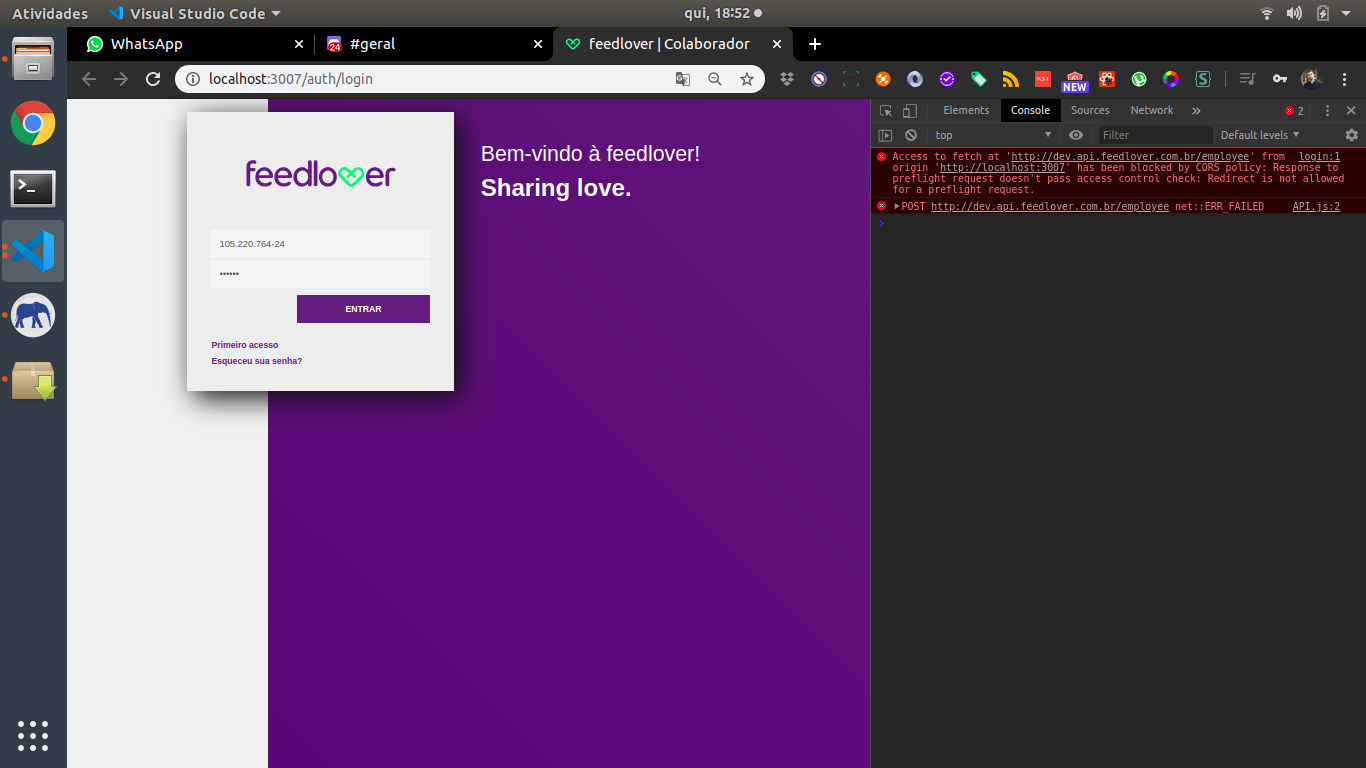 Atividades
Visual Studio Code
qui, 18:52
WhatsApp
24
#geral
feedlover | Colaborador
localhost:3007/auth/login
NEW
Elements
Console
Sources
Network
2
top
Filter
Default levels
Access to fetch at 'http://dev.api.feedlover.com.br/employee' from
login:1
origin 'http://localhost:3007' has been blocked by CORS policy: Response to
preflight request doesn't pass access control check: Redirect is not allowed
for a preflight request.
POST http://dev.api.feedlover.com.br/employee net::ERR_FAILED
API.js:2
feedlover
105.220.764-24
••••••
ENTRAR
Primeiro acesso
Esqueceu sua senha?
Bem-vindo à feedlover!
Sharing love.